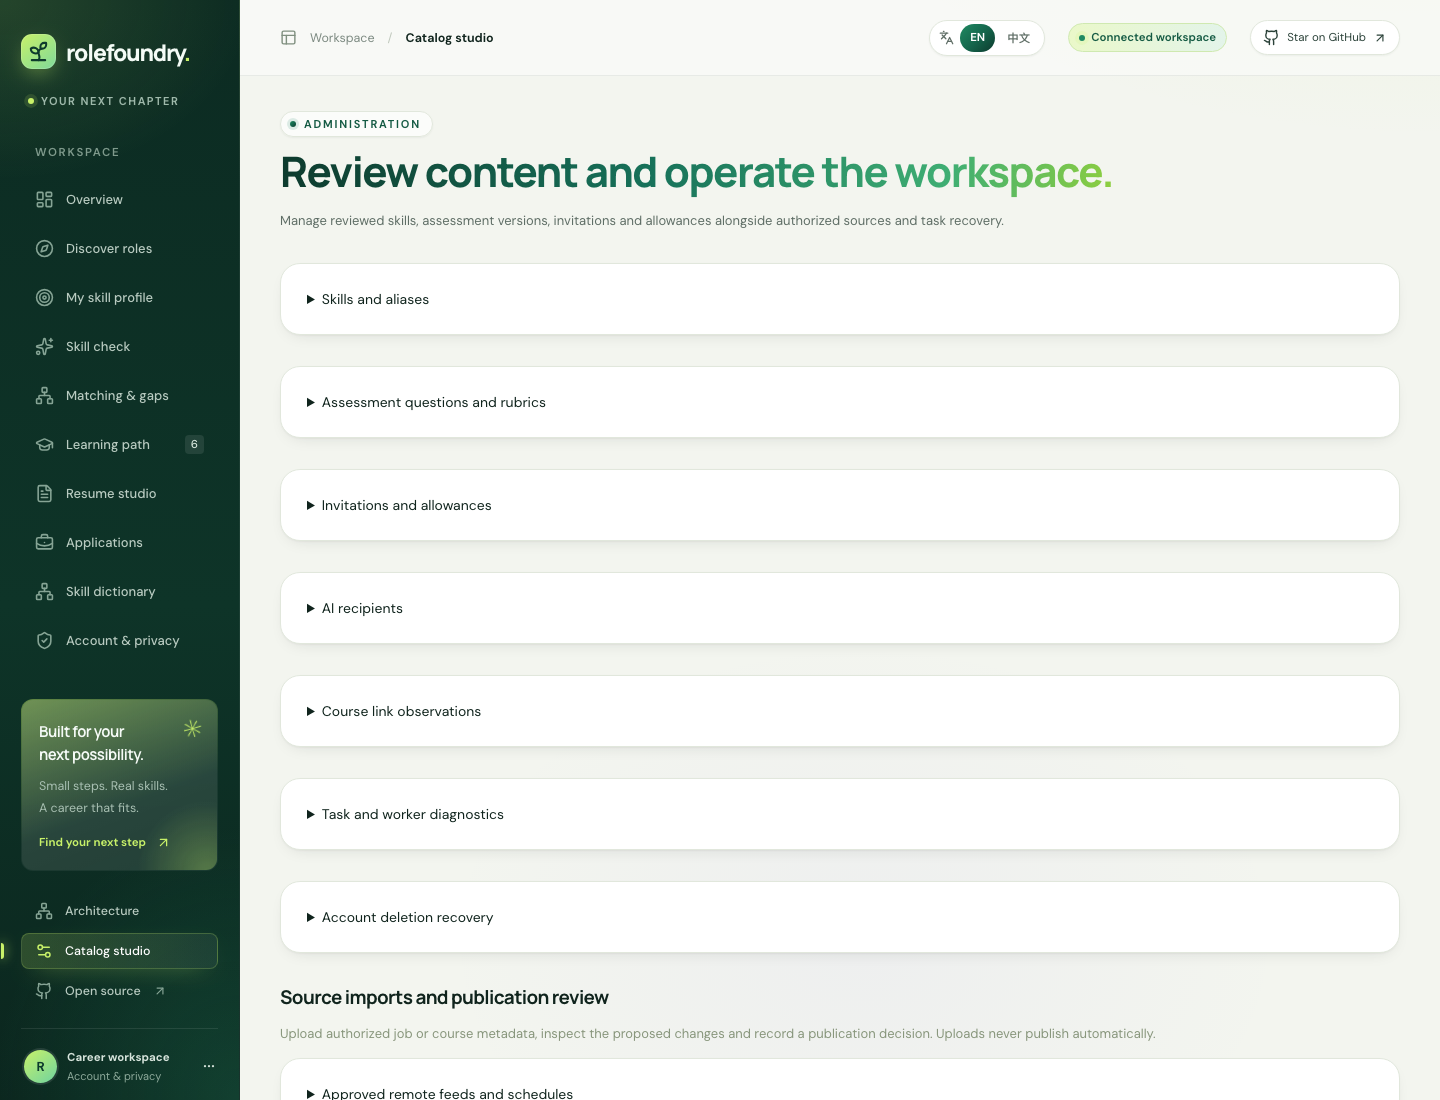 rolefoundry.
YOUR NEXT CHAPTER
WORKSPACE
Overview
Discover roles
My skill profile
Skill check
Matching & gaps
Learning path 6
Resume studio
Applications
Skill dictionary
Account & privacy
Built for your
next possibility.
Small steps. Real skills.
A career that fits.
Find your next step
Architecture
Catalog studio
Open source
R
Career workspace
Account & privacy
Workspace / Catalog studio
EN 中文
Connected workspace
Star on GitHub
ADMINISTRATION
Review content and operate the workspace.
Manage reviewed skills, assessment versions, invitations and allowances alongside authorized sources and task recovery.
Skills and aliases
Assessment questions and rubrics
Invitations and allowances
AI recipients
Course link observations
Task and worker diagnostics
Account deletion recovery
Source imports and publication review
Upload authorized job or course metadata, inspect the proposed changes and record a publication decision. Uploads never publish automatically.
Approved remote feeds and schedules